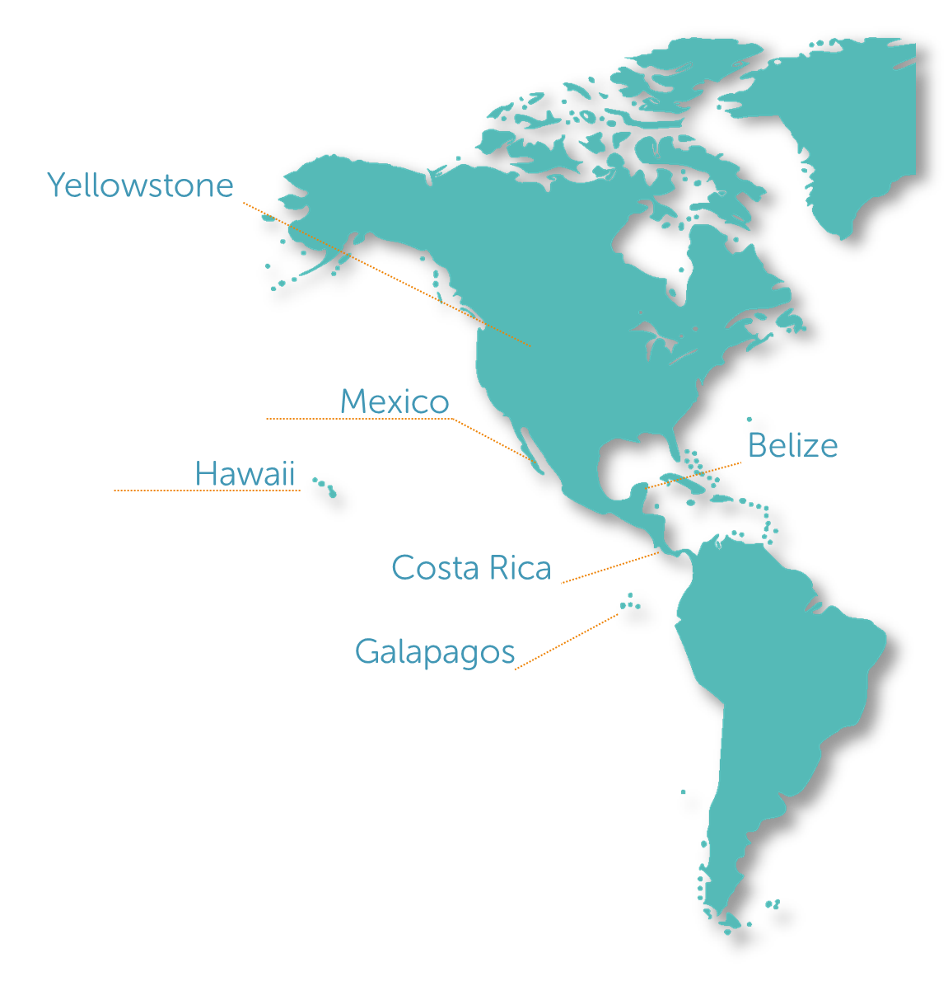 Yellowstone
Mexico
Belize
Hawaii
Costa Rica
Galapagos